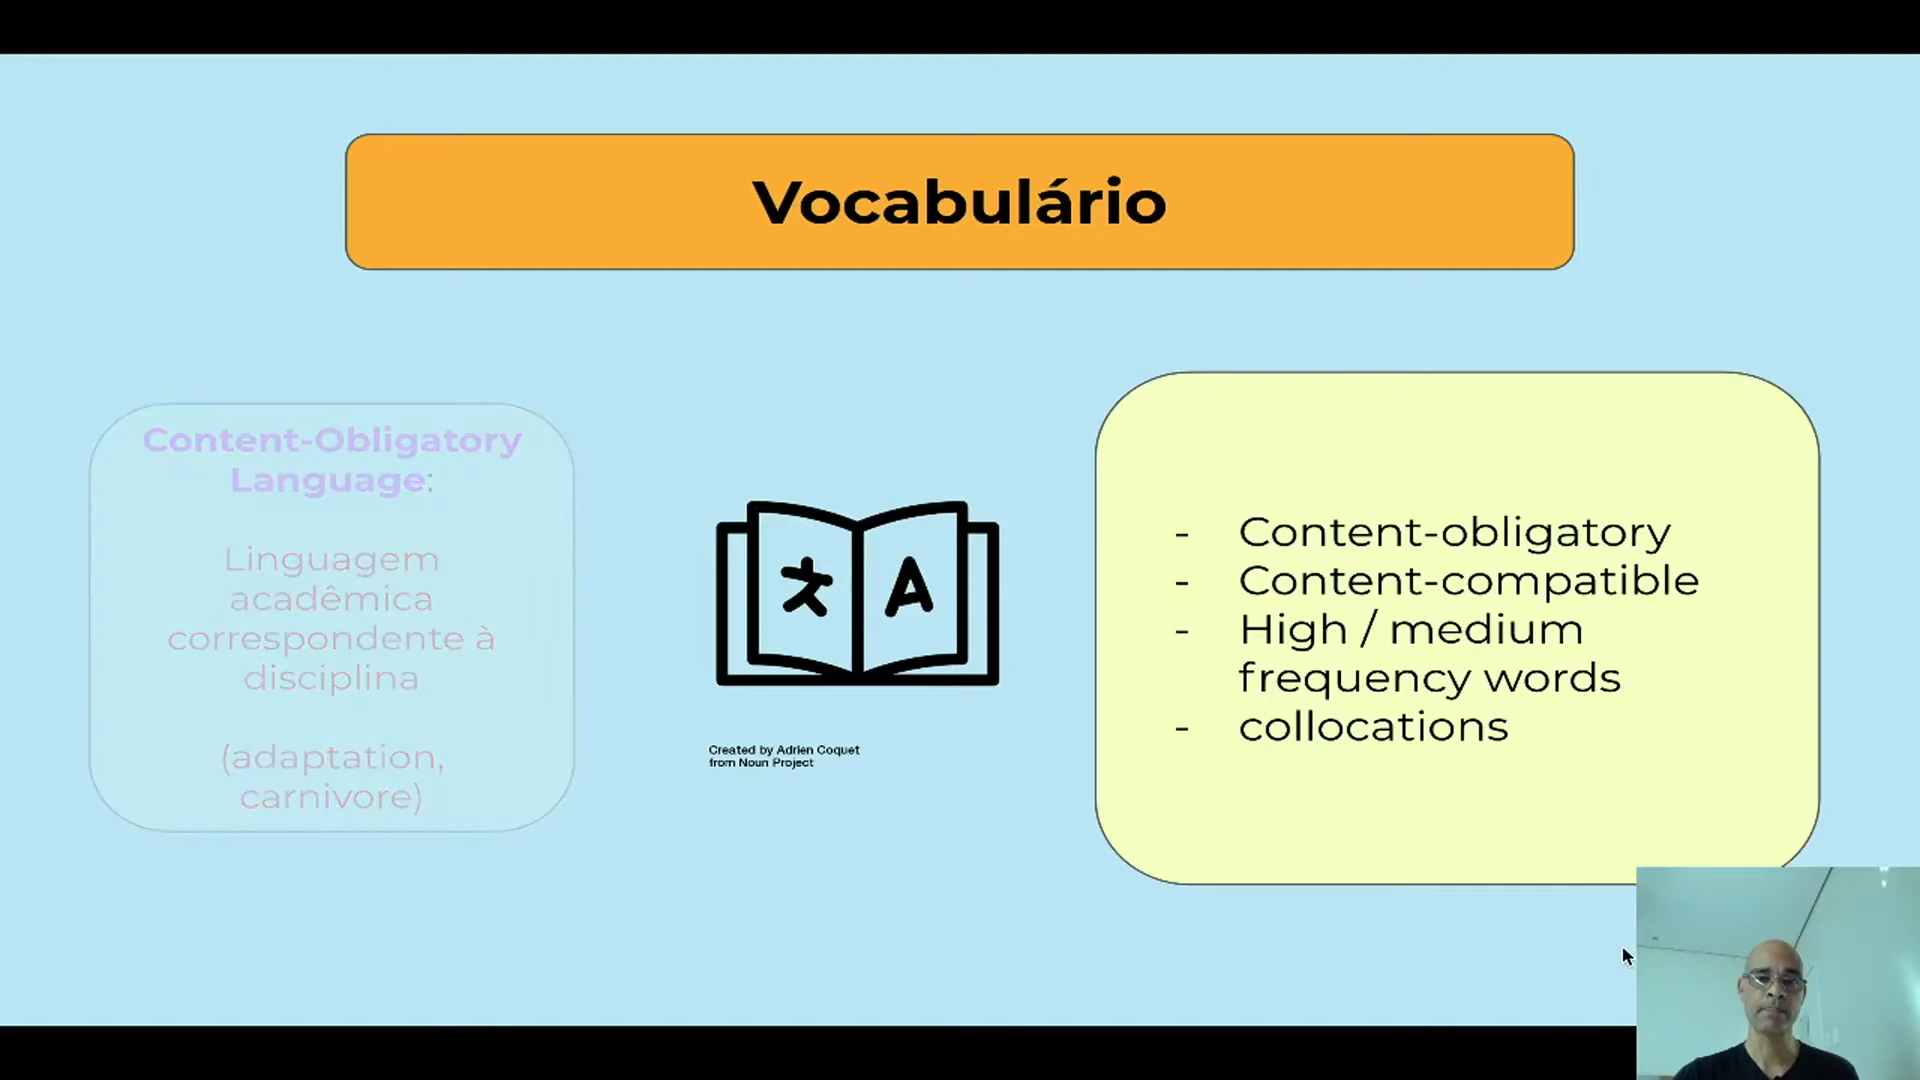 Vocabulário
Content-Obligatory
Language:
Linguagem
acadêmica
correspondente à
disciplina
(adaptation,
carnivore)
文 A
Created by Adrien Coquet
from Noun Project
- Content-obligatory
- Content-compatible
- High / medium
frequency words
- collocations